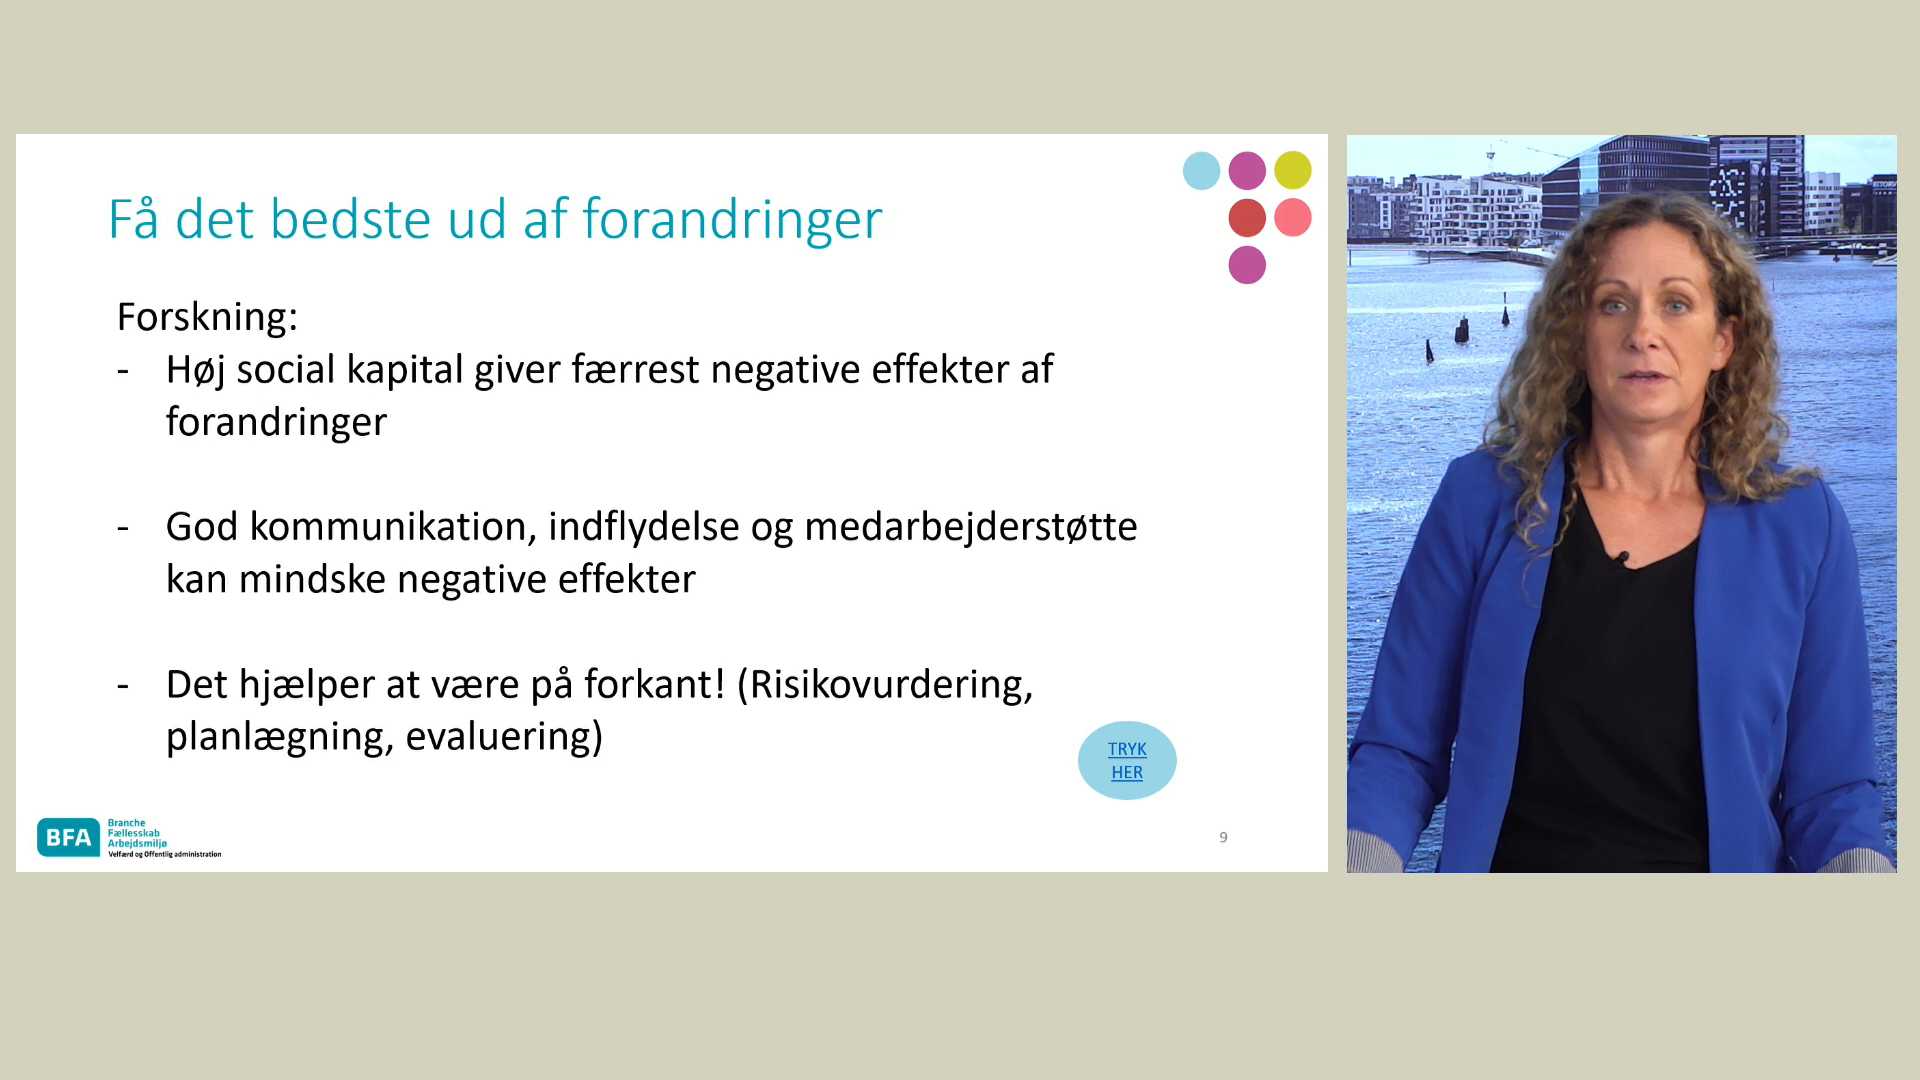 Få det bedste ud af forandringer
Forskning:
- Høj social kapital giver færrest negative effekter af
forandringer
- God kommunikation, indflydelse og medarbejderstøtte
kan mindske negative effekter
- Det hjælper at være på forkant! (Risikovurdering,
planlægning, evaluering)
TRYK
HER
BFA
Branche
Fællesskab
Arbejdsmiljø
Velfærd og Offentlig administration
9